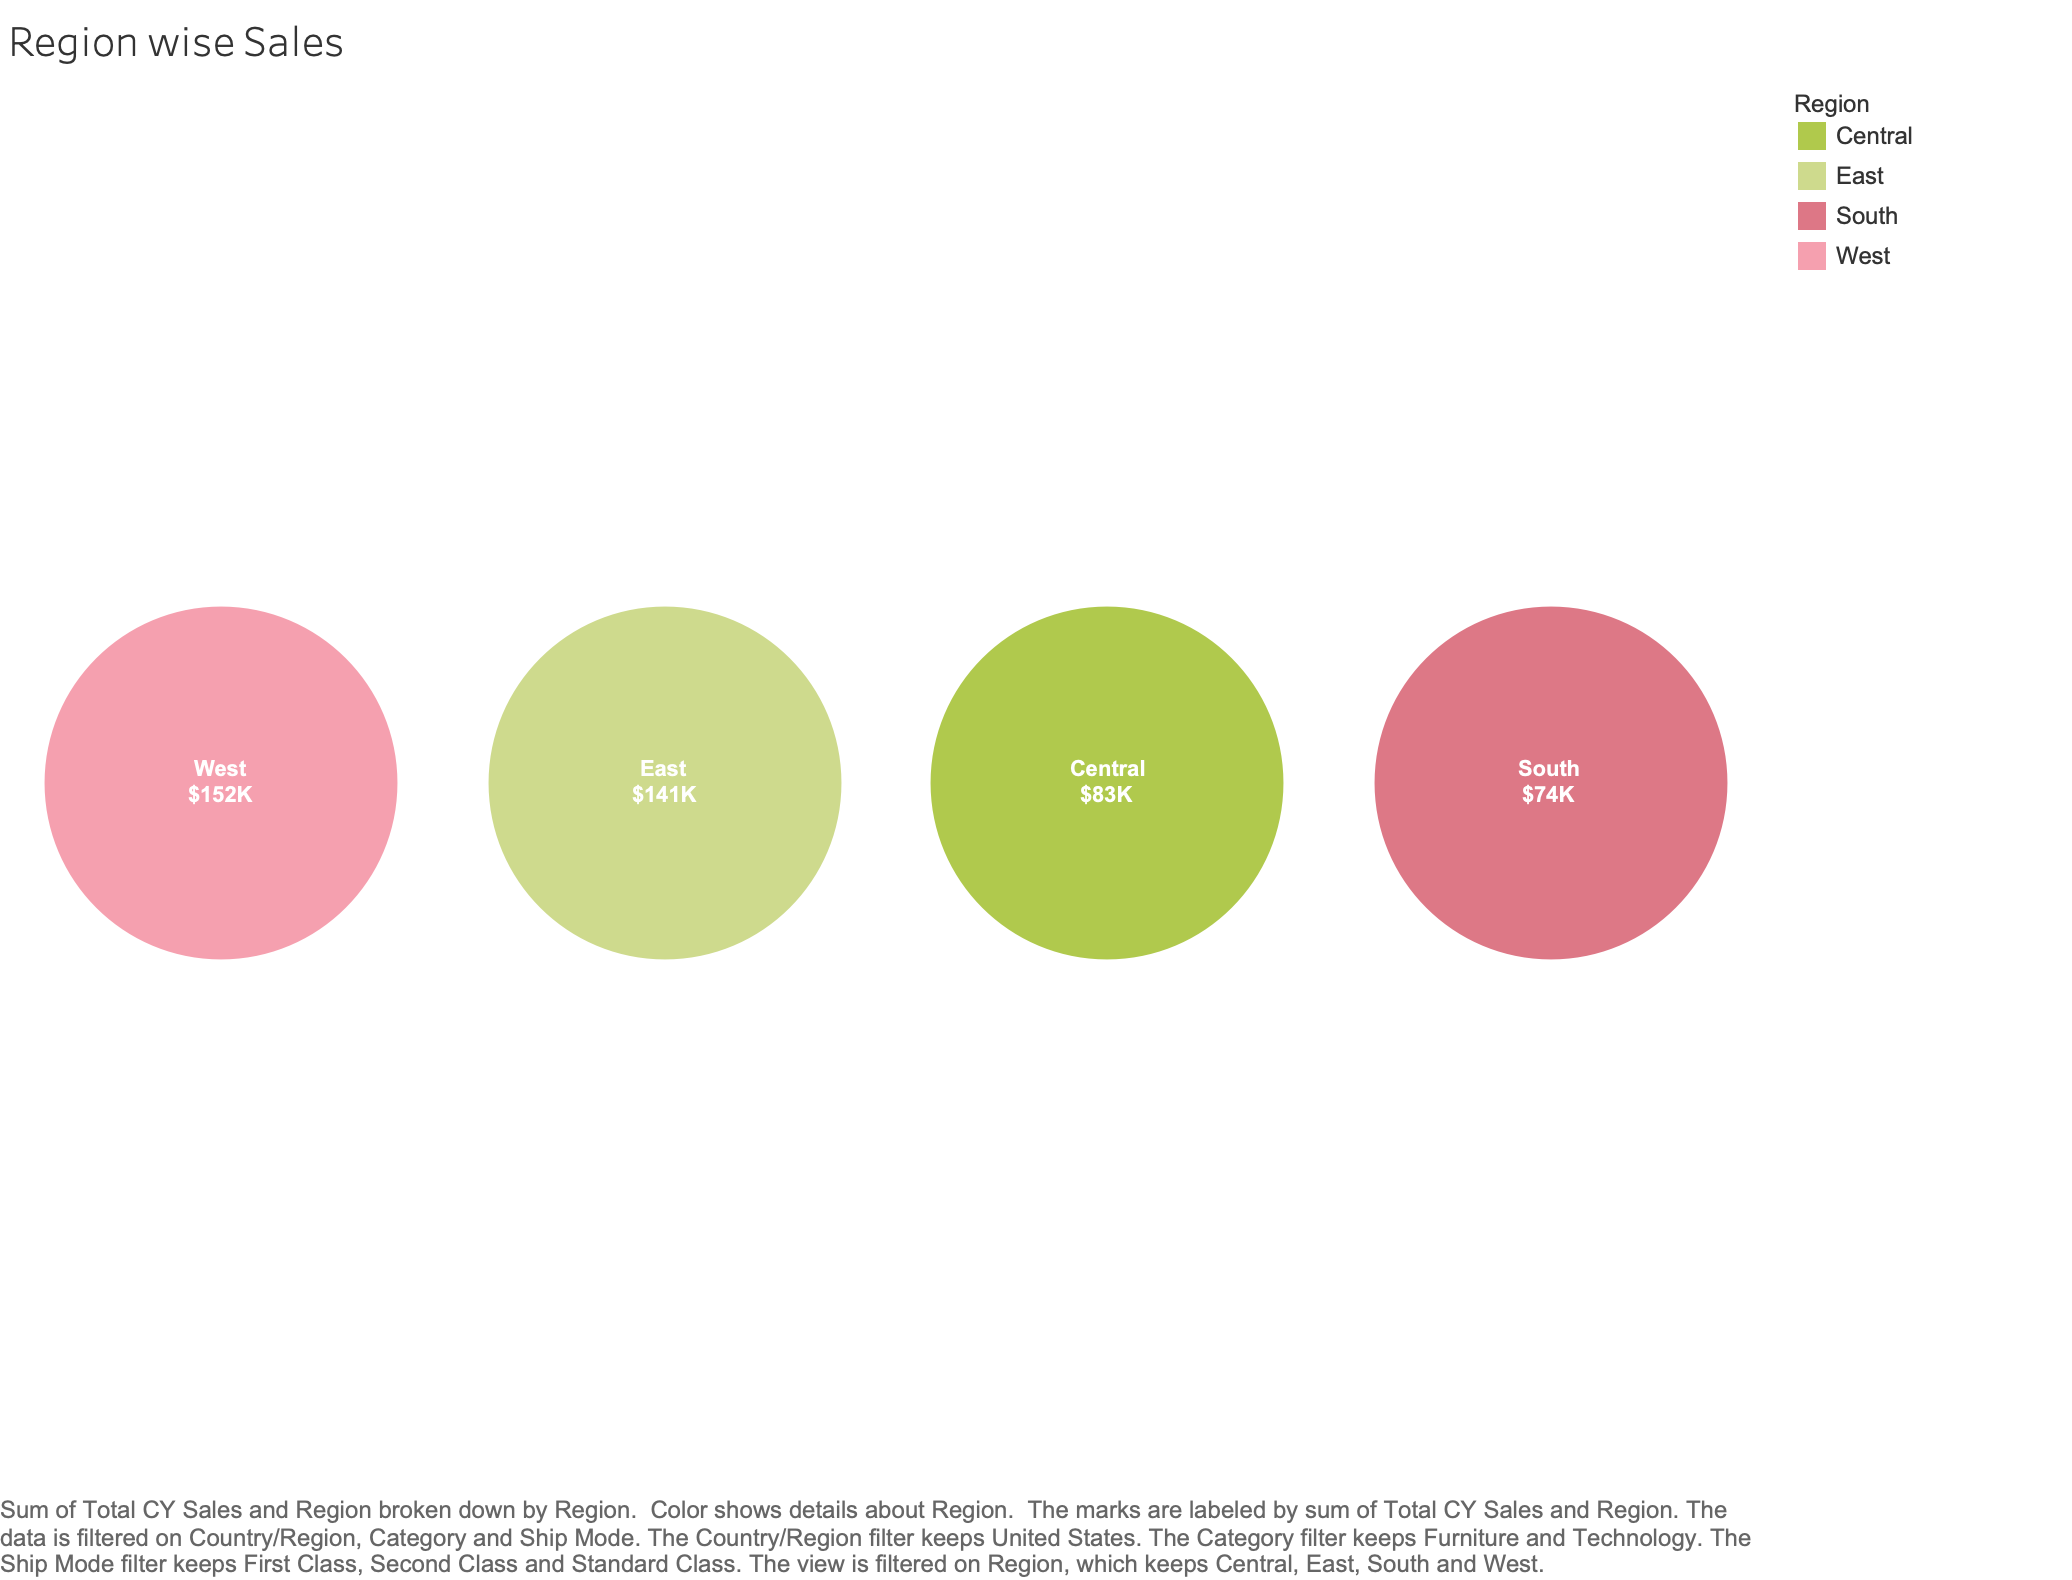 Region wise Sales
Region
Central
East
South
West
West
$152K
East
$141K
Central
$83K
South
$74K
Sum of Total CY Sales and Region broken down by Region.  Color shows details about Region.  The marks are labeled by sum of Total CY Sales and Region. The
data is filtered on Country/Region, Category and Ship Mode. The Country/Region filter keeps United States. The Category filter keeps Furniture and Technology. The
Ship Mode filter keeps First Class, Second Class and Standard Class. The view is filtered on Region, which keeps Central, East, South and West.